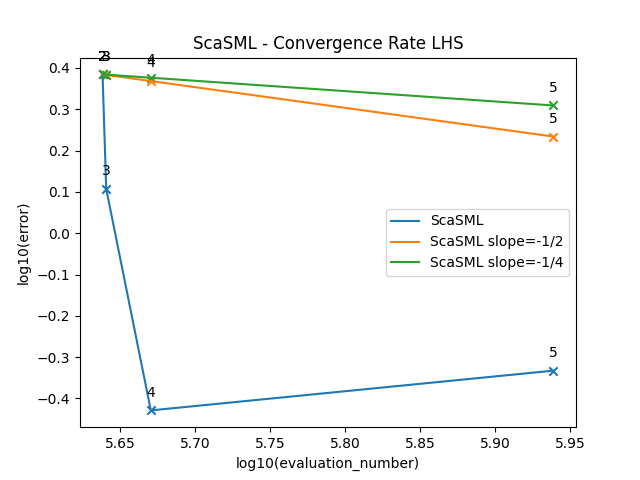 ScaSML - Convergence Rate LHS
log10(error)
0.4
0.3
0.2
0.1
0.0
−0.1
−0.2
−0.3
−0.4
2
3
4
5
3
4
5
4
5
ScaSML
ScaSML slope=-1/2
ScaSML slope=-1/4
5.65 5.70 5.75 5.80 5.85 5.90 5.95
log10(evaluation_number)